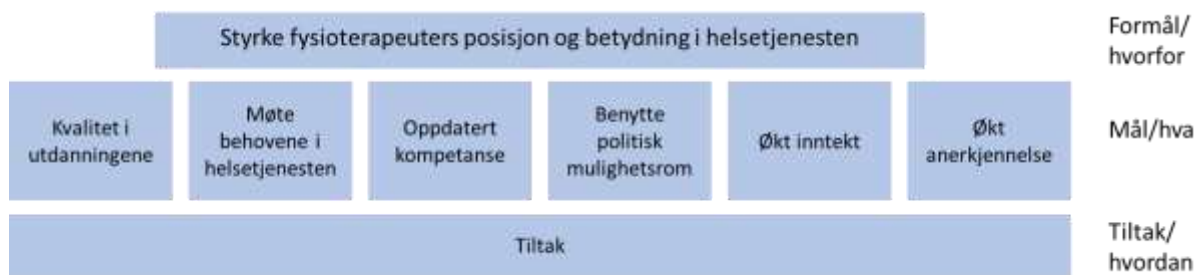 Styrke fysioterapeuters posisjon og betydning i helsetjenesten
Formål/
hvorfor
Kvalitet i
utdanningene
Møte
behovene i
helsetjenesten
Oppdatert
kompetanse
Benytte
politisk
mulighetsrom
Økt inntekt
Økt
anerkjennelse
Mål/hva
Tiltak
Tiltak/
hvordan